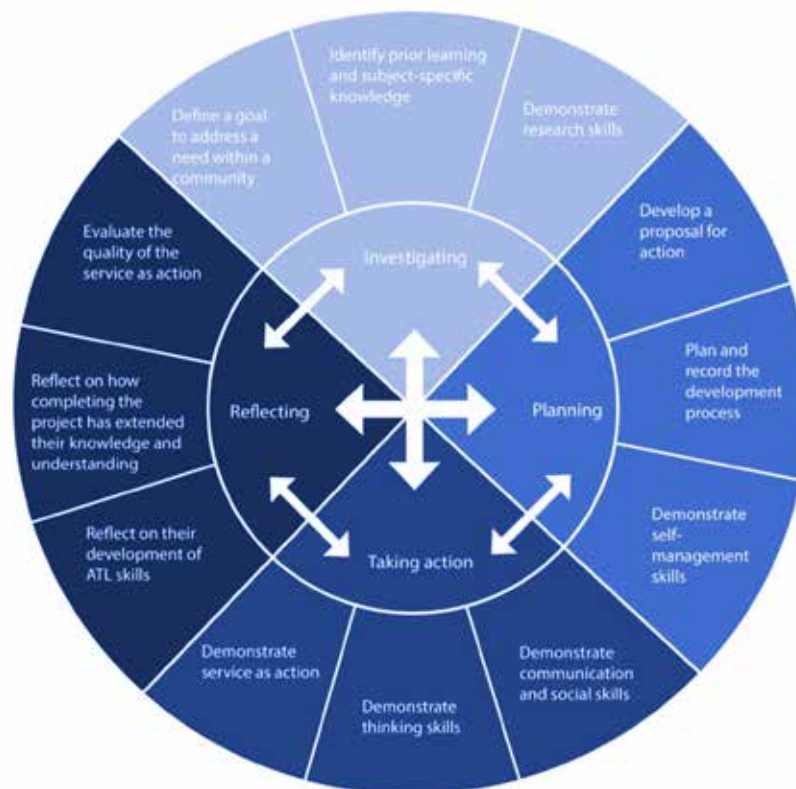 Identify prior learning
and subject-specific
knowledge
Define a goal
to address a
need within a
community
Demonstrate
research skills
Investigating
Develop a
proposal for
action
Plan and
record the
development
process
Demonstrate
self-
management
skills
Planning
Demonstrate
communication
and social skills
Demonstrate
thinking skills
Demonstrate
service as action
Taking action
Reflect on their
development of
ATL skills
Reflect on how
completing the
project has extended
their knowledge and
understanding
Evaluate the
quality of the
service as action
Reflecting